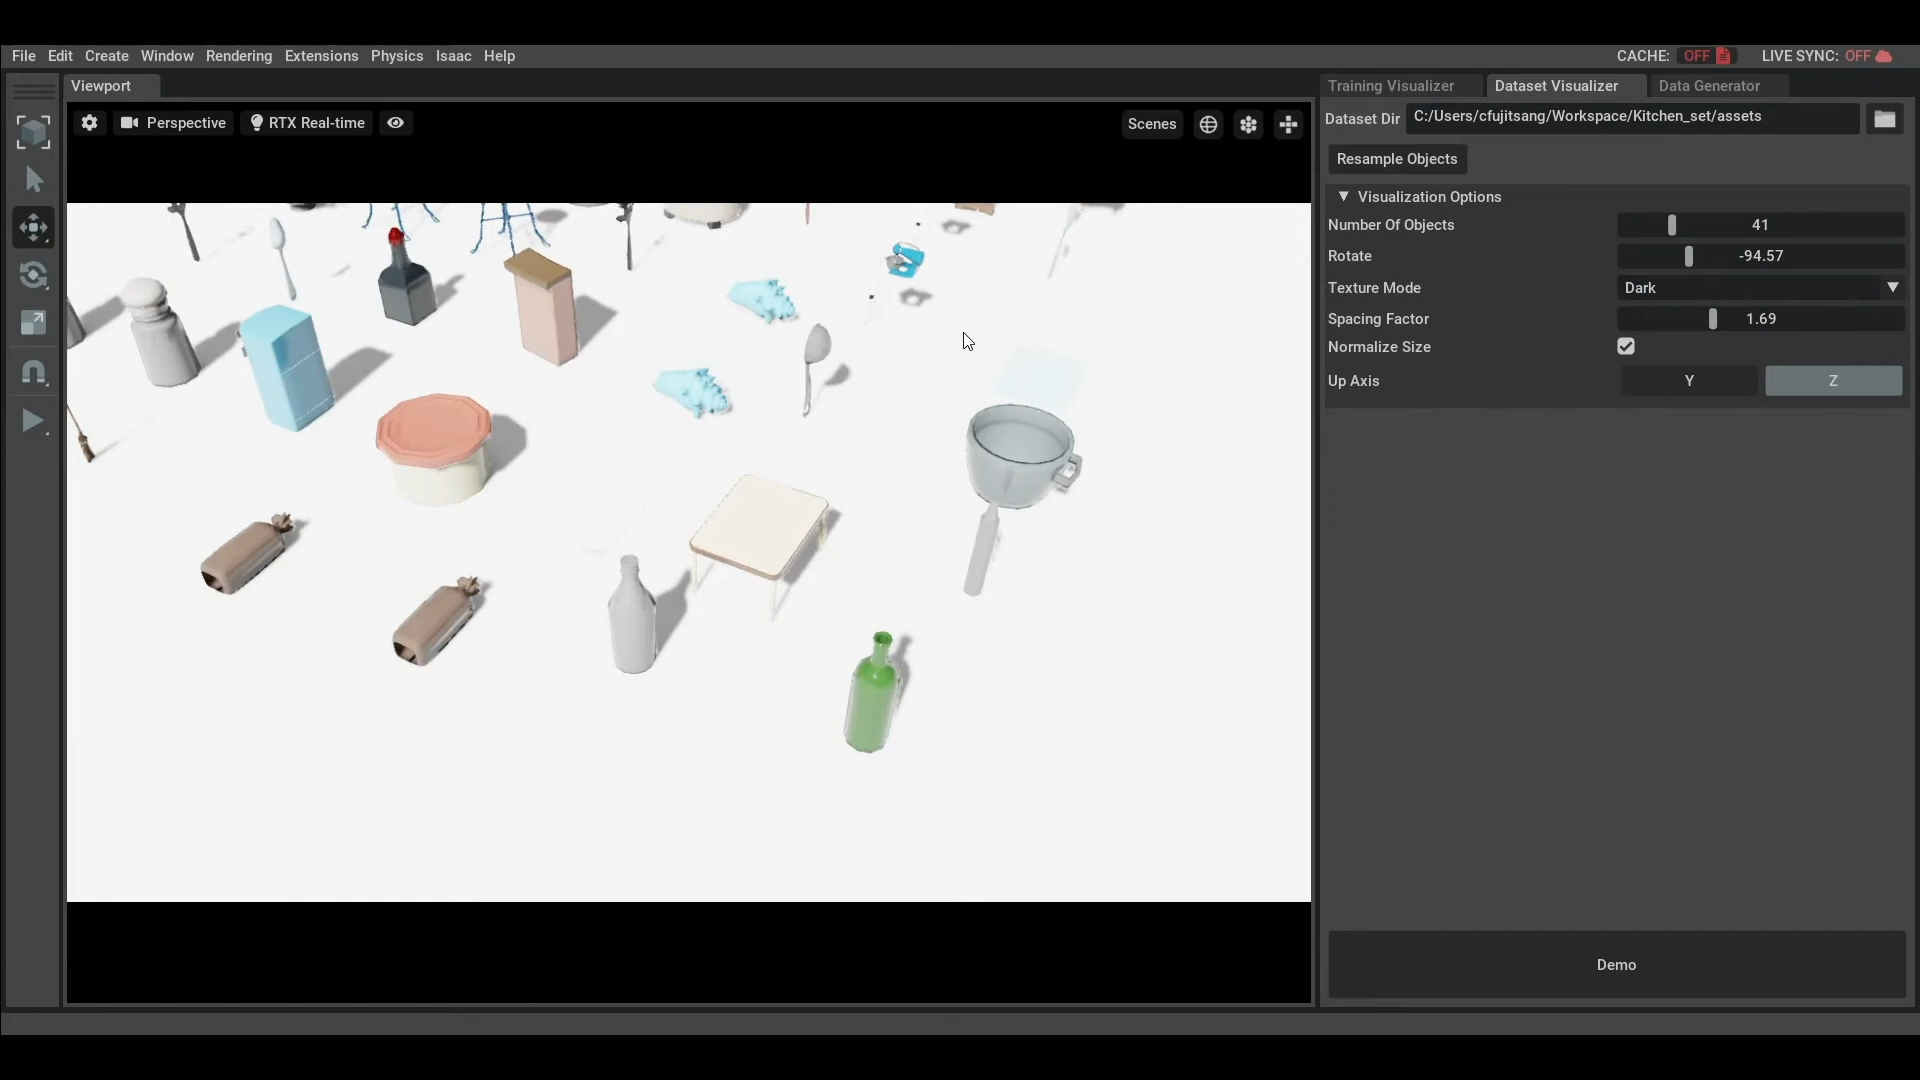 File Edit Create Window Rendering Extensions Physics Isaac Help CACHE: OFF LIVE SYNC: OFF
Viewport Training Visualizer Dataset Visualizer Data Generator
Perspective RTX Real-time Scenes
Dataset Dir C:/Users/cfujitsang/Workspace/Kitchen_set/assets
Resample Objects
Visualization Options
Number Of Objects 41
Rotate -94.57
Texture Mode Dark
Spacing Factor 1.69
Normalize Size
Up Axis Y Z
Demo